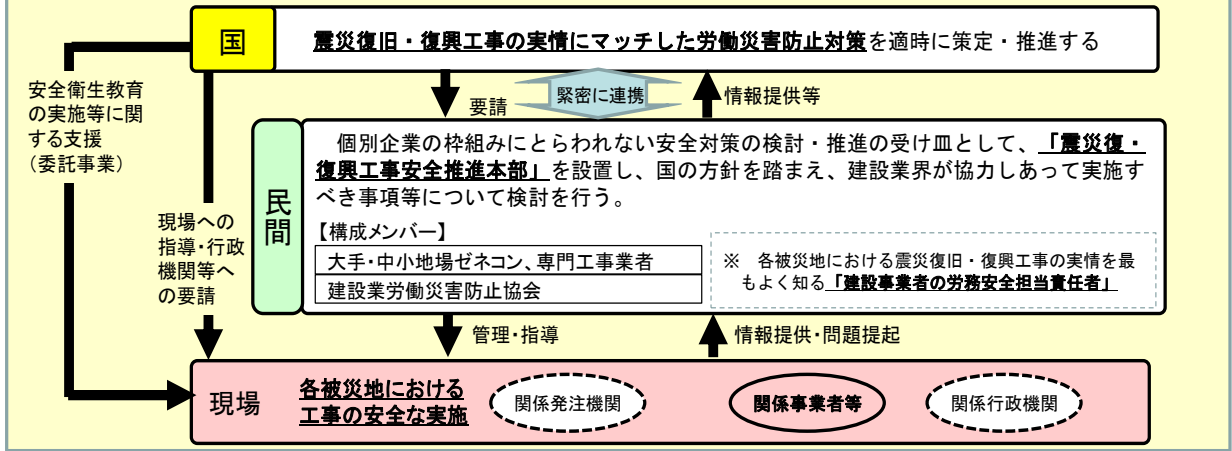 国
震災復旧・復興工事の実情にマッチした労働災害防止対策を適時に策定・推進する
安全衛生教育
の実施等に関
する支援
（委託事業）
要請
緊密に連携
情報提供等
現場への
指導・行政
機関等へ
の要請
民間
個別企業の枠組みにとらわれない安全対策の検討・推進の受け皿として、「震災復・
復興工事安全推進本部」を設置し、国の方針を踏まえ、建設業界が協力しあって実施す
べき事項等について検討を行う。
【構成メンバー】
大手・中小地場ゼネコン、専門工事業者
建設業労働災害防止協会
※　各被災地における震災復旧・復興工事の実情を最
もよく知る「建設事業者の労務安全担当責任者」
管理・指導
情報提供・問題提起
現場
各被災地における
工事の安全な実施
関係発注機関
関係事業者等
関係行政機関